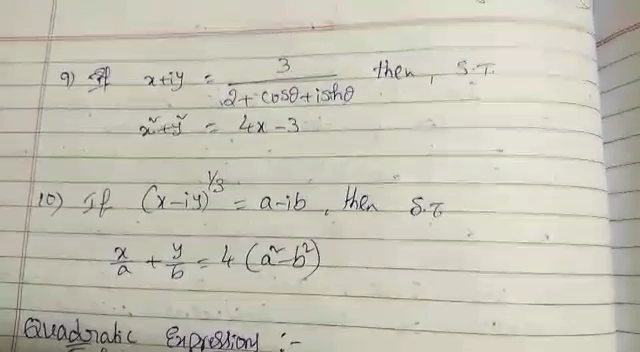 9) If x+iy = 3/(2+cosθ+isinθ) then, S.T
x²+y² = 4x-3
10) If (x-iy)^1/3 = a-ib, then S.T
x/a + y/b = 4(a²-b²)
Quadratic Expression :-